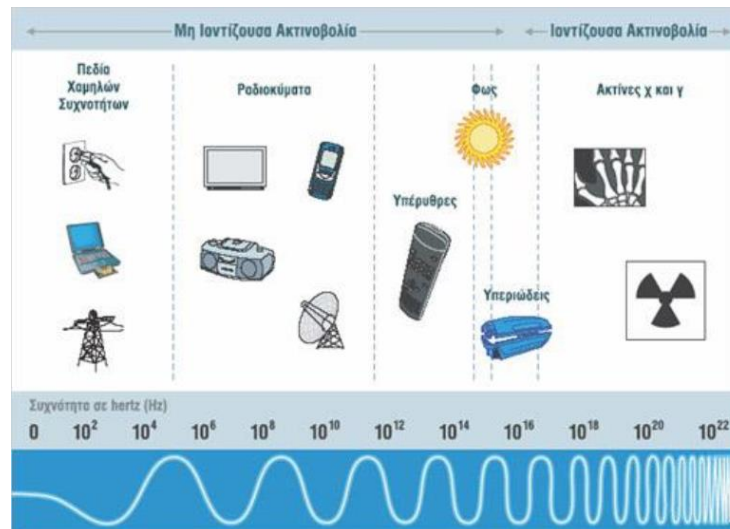 Μη Ιοντίζουσα Ακτινοβολία
Ιοντίζουσα Ακτινοβολία
Πεδία
Χαμηλών
Συχνοτήτων
Ραδιοκύματα
Φως
Ακτίνες χ και γ
Υπέρυθρες
Υπεριώδεις
Συχνότητα σε hertz (Hz)
0 10² 10⁴ 10⁶ 10⁸ 10¹⁰ 10¹² 10¹⁴ 10¹⁶ 10¹⁸ 10²⁰ 10²²